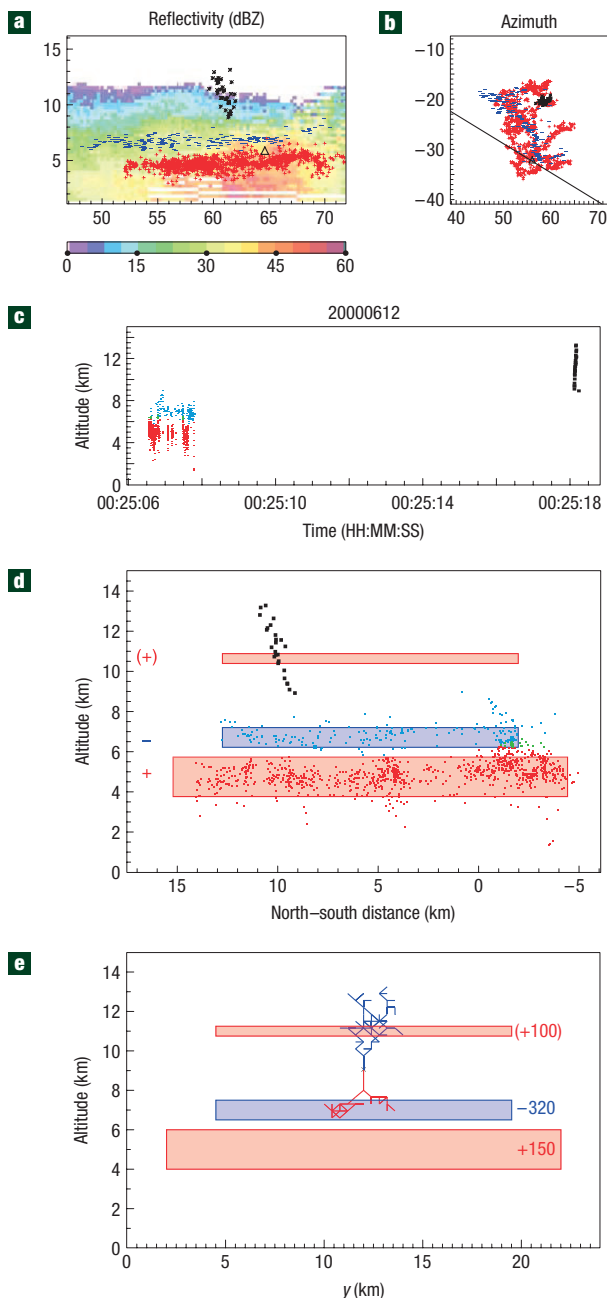 a
Reflectivity (dBZ)
15
10
5
50 55 60 65 70
0 15 30 45 60
b
Azimuth
−10
−20
−30
−40
40 50 60 70
c
20000612
Altitude (km)
12
8
4
0
00:25:06 00:25:10 00:25:14 00:25:18
Time (HH:MM:SS)
d
Altitude (km)
14
12
10
8
6
4
2
0
(+)
−
+
15 10 5 0 −5
North–south distance (km)
e
Altitude (km)
14
12
10
8
6
4
2
0
(+100)
−320
+150
0 5 10 15 20
y (km)